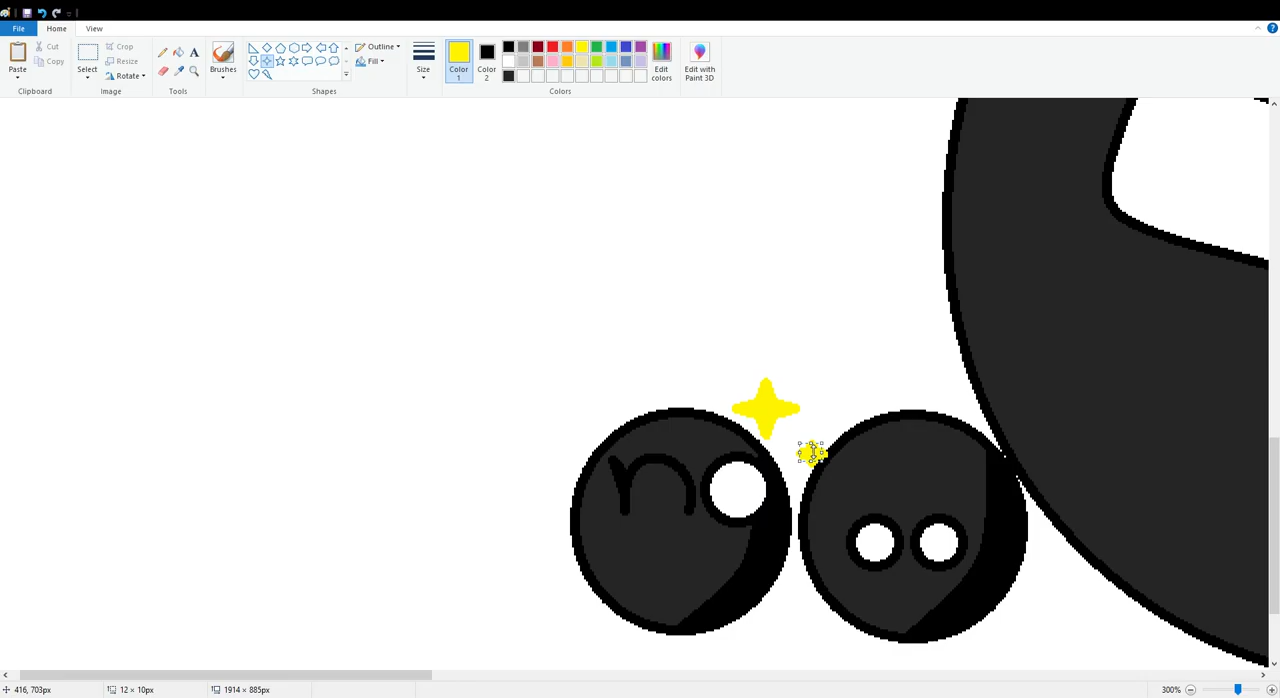 File Home View
Paste Cut Copy Clipboard
Select Crop Resize Rotate Image
Tools
Brushes
Outline Fill Shapes
Size
Color 1 Color 2 Edit colors Colors
Edit with Paint 3D
no
416, 703px 12 × 10px 1914 × 885px 300%